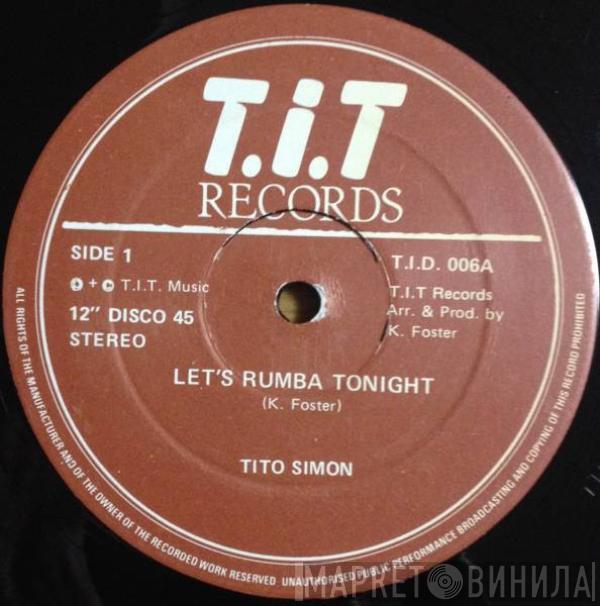 T.i.T
RECORDS
SIDE 1
℗ + © T.I.T. Music
12" DISCO 45
STEREO
T.I.D. 006A
T.I.T Records
Arr. & Prod. by
K. Foster
LET'S RUMBA TONIGHT
(K. Foster)
TITO SIMON
ALL RIGHTS OF THE MANUFACTURER AND OF THE OWNER OF THE RECORDED WORK RESERVED UNAUTHORISED PUBLIC PERFORMANCE BROADCASTING AND COPYING OF THIS RECORD PROHIBITED
МАРКЕТ ВИНИЛА